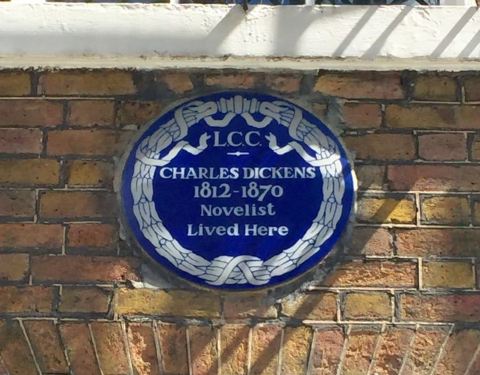 L.C.C.
CHARLES DICKENS
1812-1870
Novelist
Lived Here